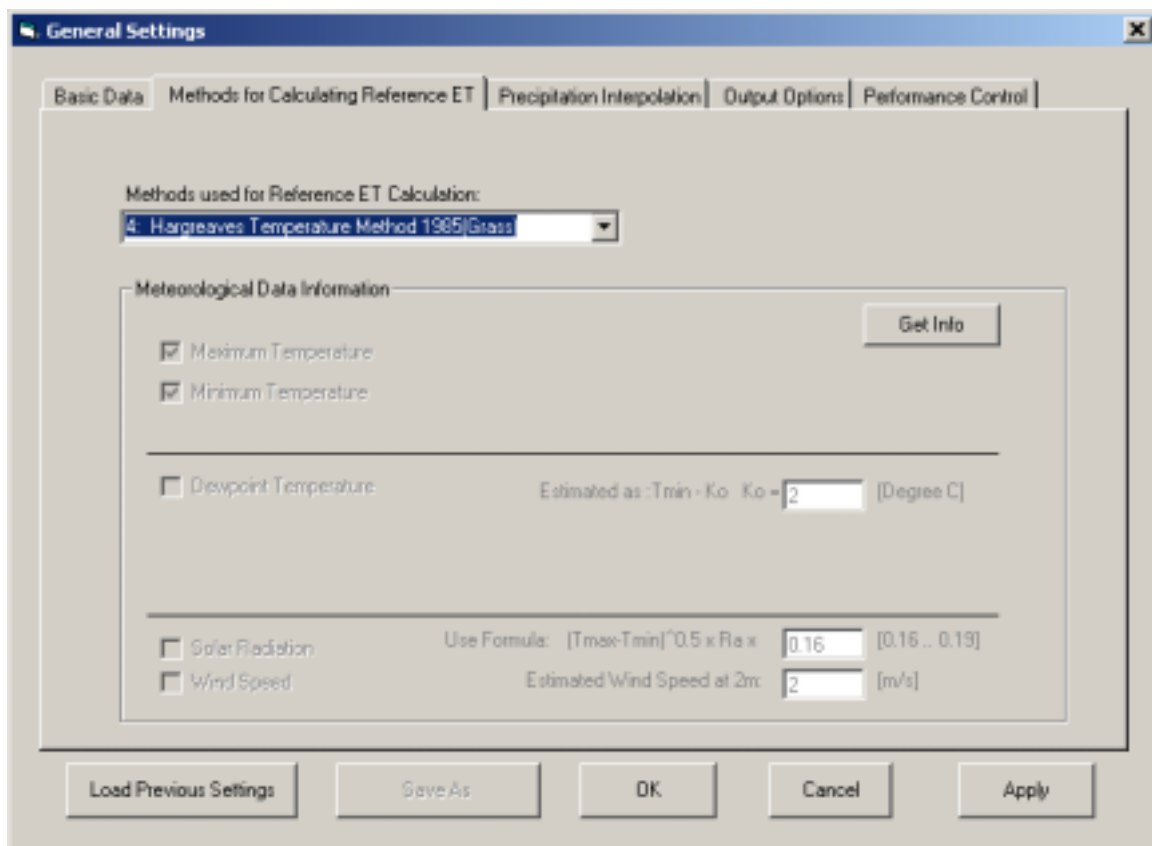 General Settings
Basic Data Methods for Calculating Reference ET Precipitation Interpolation Output Options Performance Control
Methods used for Reference ET Calculation:
4: Hargreaves Temperature Method 1985(Grass)
Meteorological Data Information
Get Info
Maximum Temperature
Minimum Temperature
Dewpoint Temperature Estimated as :Tmin - Ko Ko = 2 [Degree C]
Solar Radiation Use Formula: (Tmax-Tmin)^0.5 x Ra x 0.16 [0.16 .. 0.19]
Wind Speed Estimated Wind Speed at 2m: 2 [m/s]
Load Previous Settings Save As OK Cancel Apply